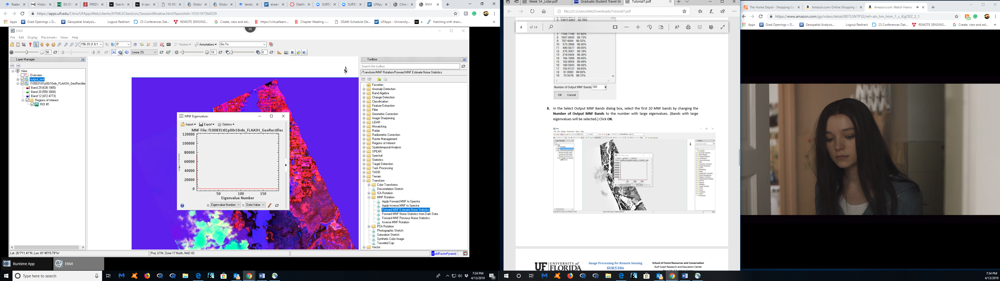 Raabe
Histori
02-211
PREDI
Sea-le
A casu
10.100
Global
Global
landsc
eLearn
Dashb
SUR53
SUR53
UFApp
Citrix
ENVI
https://apps.ufl.edu/Citrix/UFAppsWeb/clients/HTML5Client/src/SessionWindow.html?launchid=1555197364339
Apps
Grad Openings » D...
Geospatial Analysis...
Logout Redirect
23 Conferences Dat...
REMOTE SENSING...
Create, view and ed...
https://virtuallearn...
Chapter Meeting –...
GSAW-Schedule-De...
UFApps - University...
a
Hatching with draw...
ENVI
File Edit Display Placemarks Views Help
156.3% (1.6:1
0°
Vectors
Annotations
Go To
50
20
Linear 2%
10
0
Layer Manager
View
Overview
output_mnf
f100831t01p00r10rdn_FLAASH_GeoRectifie
Band 29 (638.1865)
Band 20 (550.3000)
Band 12 (472.4773)
Regions of Interest
ROI #1
N
MNF Eigenvalues
Import
Export
Options
MNF File: f100831t01p00r10rdn_FLAASH_GeoRectified
120000
100000
80000
60000
40000
20000
0
50 100 150
Eigenvalue Number
X: Eigenvalue Number Y: Data Value
Toolbox
Search the toolbox
/Transform/MNF Rotation/Forward MNF Estimate Noise Statistics
Favorites
Anomaly Detection
Band Algebra
Change Detection
Classification
Feature Extraction
Filter
Geometric Correction
Image Sharpening
LiDAR
Mosaicking
Radar
Radiometric Correction
Raster Management
Regions of Interest
Spatiotemporal Analysis
SPEAR
Spectral
Statistics
Target Detection
Task Processing
THOR
Terrain
Transform
Color Transforms
Decorrelation Stretch
ICA Rotation
MNF Rotation
Apply Forward MNF to Spectra
Apply Inverse MNF to Spectra
Forward MNF Estimate Noise Statistics
Forward MNF Noise Statistics from Dark Data
Forward MNF Previous Noise Statistics
Inverse MNF Rotation
PCA Rotation
Photographic Stretch
Saturation Stretch
Synthetic Color Image
Tasseled Cap
Vector
Lat: 26°7'11.41"N, Lon: 81°45'15.79"W
Proj: UTM, Zone 17 North, NAD 83
BuildRasterPyramid
Runtime App
ENVI
Type here to search
7:34 PM
4/13/2019
18
Week 14 _Lidar.pdf
Graduate Student Travel Gr
Tutorial7.pdf
file:///C:/Users/Mel/Downloads/Tutorial7.pdf
3 13917.8287 92.79%
8 of 14
7 1104.1146 97.62%
8 1047.8400 98.15%
9 797.4884 98.55%
10 573.3998 98.85%
11 400.5877 99.05%
12 275.3061 99.19%
13 219.0484 99.30%
14 194.7869 99.40%
15 182.9604 99.49%
16 180.5645 99.58%
17 103.9137 99.63%
18 91.0660 99.68%
19 75.5079 99.72%
Number of Output MNF Bands 185
OK Cancel
8. In the Select Output MNF Bands dialog box, select the first 20 MNF bands by changing the
Number of Output MNF Bands to the number with large eigenvalues. (Bands with large
eigenvalues will be selected.) Click OK.
UF UNIVERSITY of
FLORIDA
Image Processing for Remote Sensing
SUR5386
School of Forest Resources and Conservation
Gulf Coast Research and Education Center
The Home Depot - Shopping Ca
Amazon.com: Online Shopping f
Amazon.com: Watch Hanna
https://www.amazon.com/gp/video/detail/B07L5N7P32/ref=atv_hm_hom_1_c_iEgOEZ_2_1
24
Apps
Grad Openings » D...
Geospatial Analysis...
Logout Redirect
23 Conferences Dat...
REMOTE SENSING...
Create, view and ed...
7:34 PM
4/13/2019